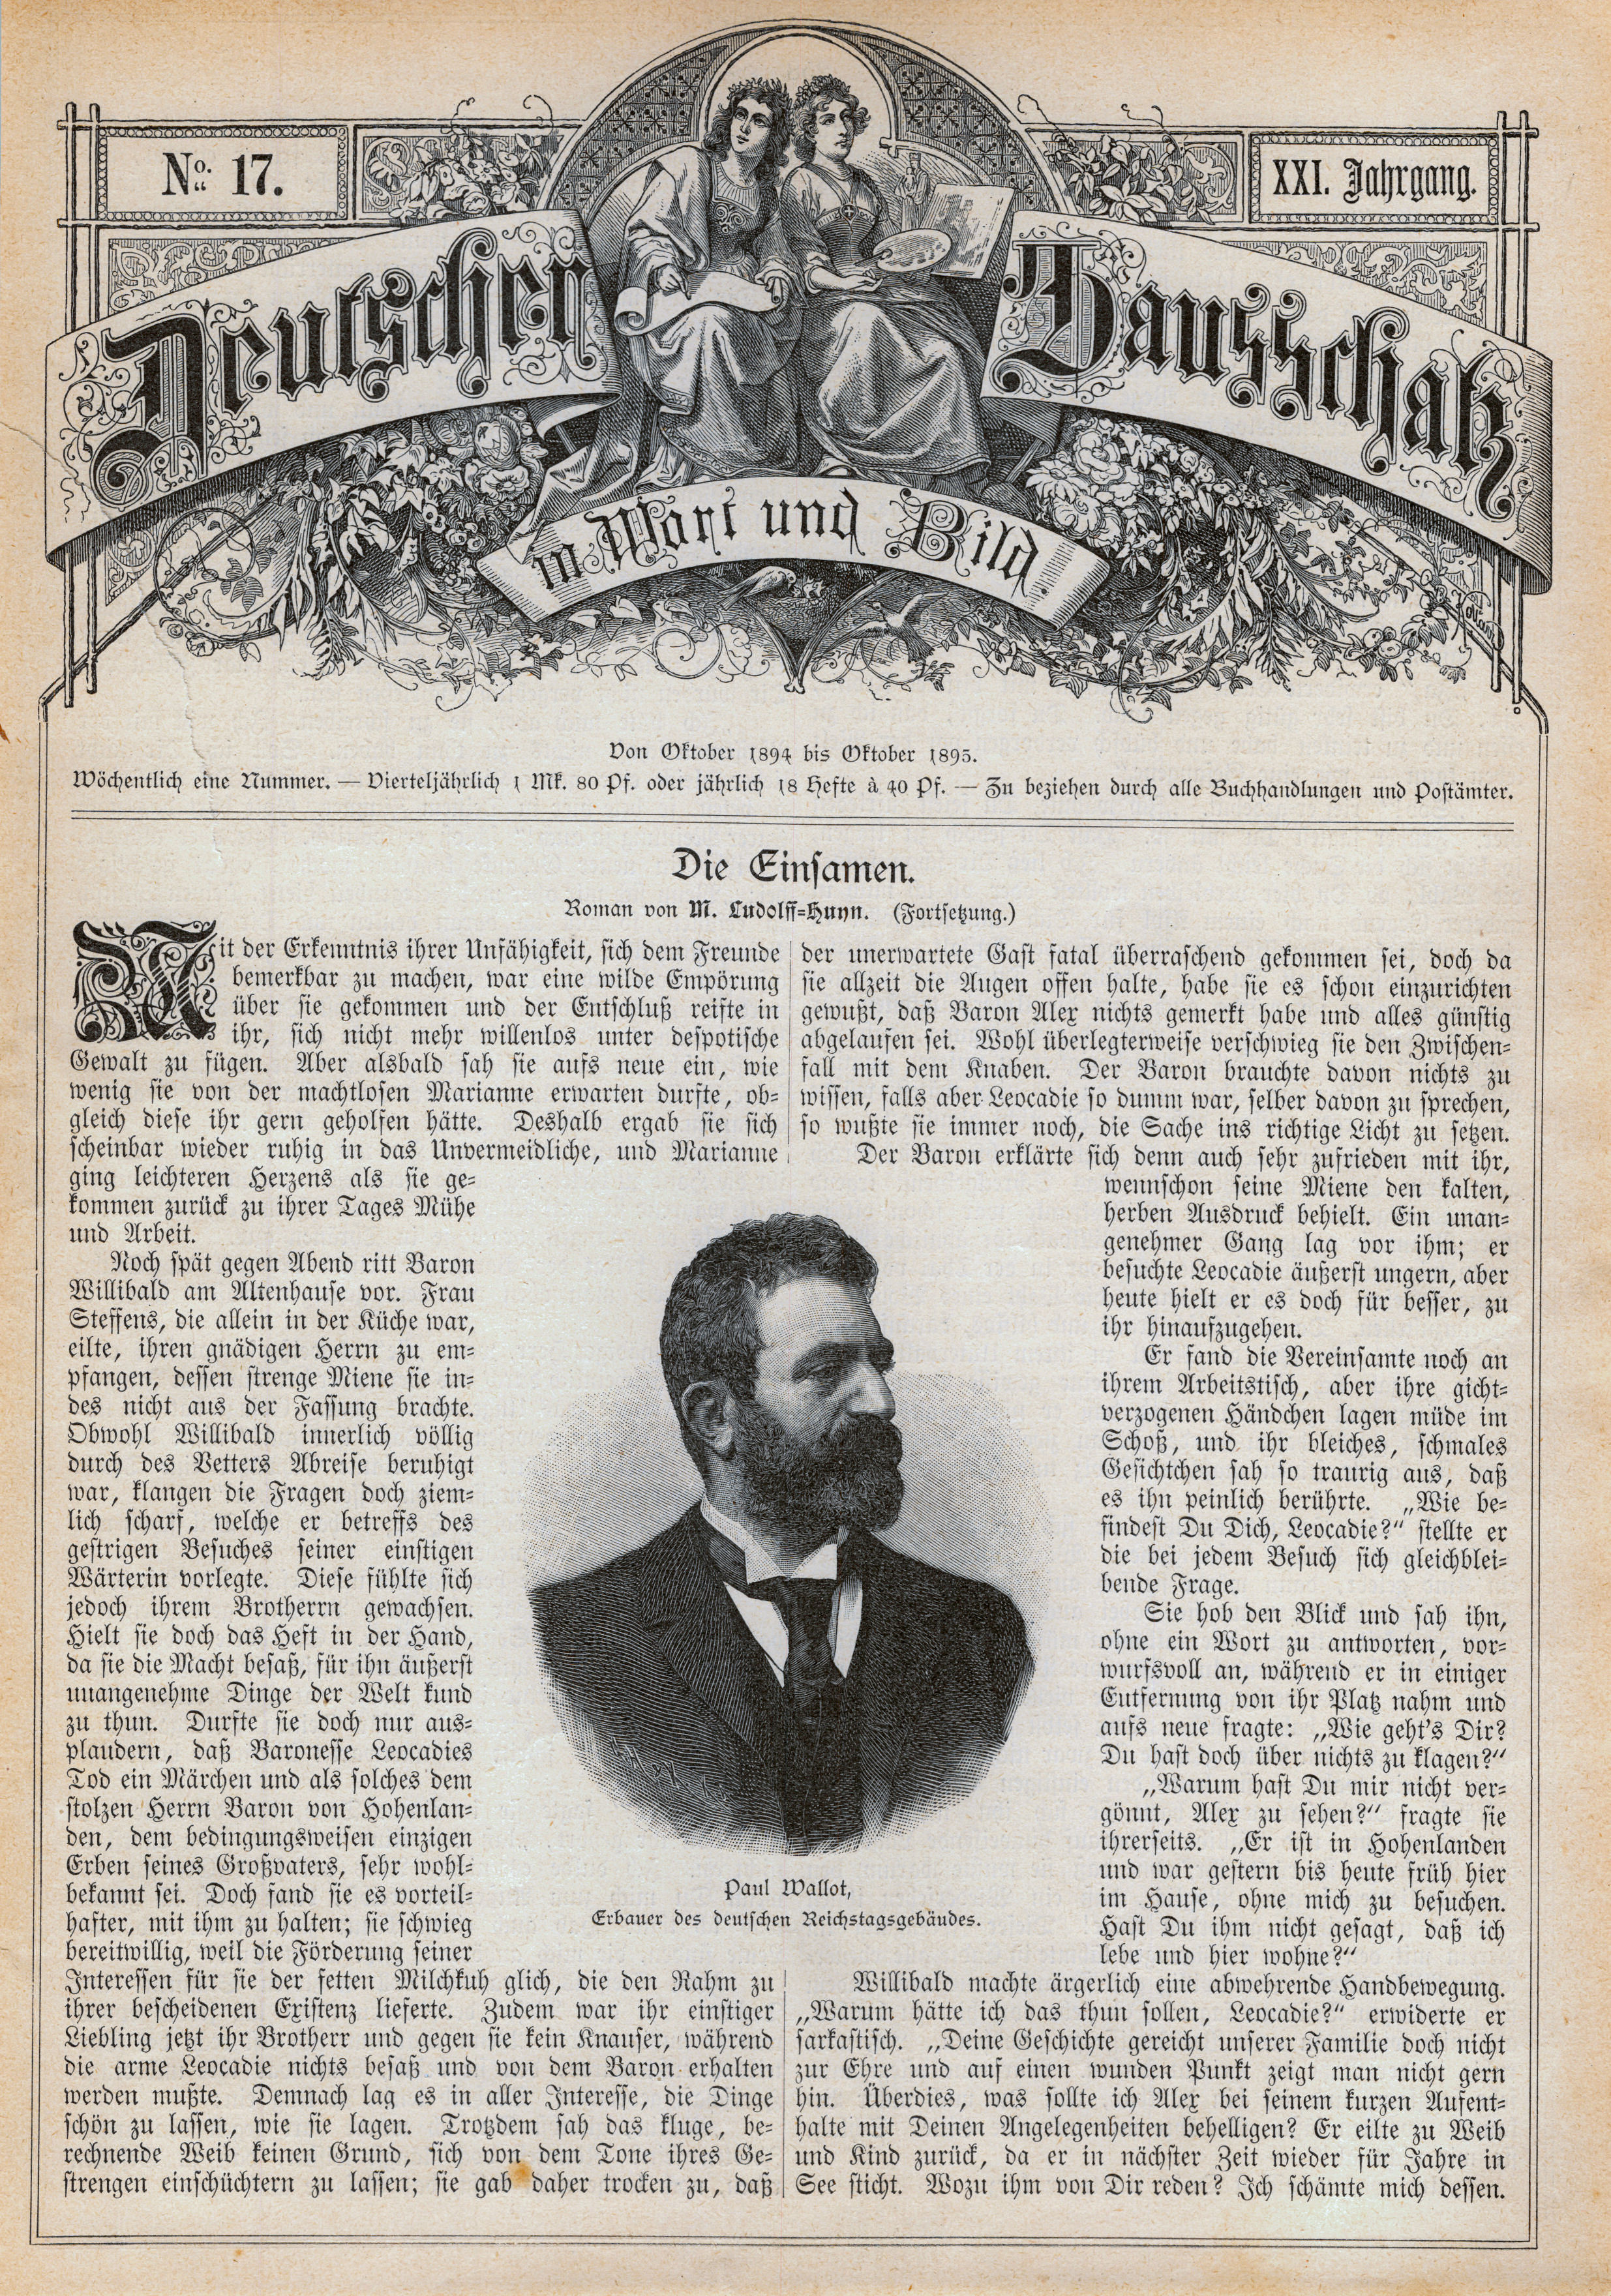 No. 17.
XXI. Jahrgang.
Deutscher Hausschatz
in Wort und Bild.
Von Oktober 1894 bis Oktober 1895.
Wöchentlich eine Nummer. — Vierteljährlich 1 Mk. 80 Pf. oder jährlich 18 Hefte à 40 Pf. — Zu beziehen durch alle Buchhandlungen und Postämter.
Die Einsamen.
Roman von M. Ludolff-Huyn. (Fortsetzung.)
Mit der Erkenntnis ihrer Unfähigkeit, sich dem Freunde
bemerkbar zu machen, war eine wilde Empörung
über sie gekommen und der Entschluß reifte in
ihr, sich nicht mehr willenlos unter despotische
Gewalt zu fügen. Aber alsbald sah sie aufs neue ein, wie
wenig sie von der machtlosen Marianne erwarten durfte, ob-
gleich diese ihr gern geholfen hätte. Deshalb ergab sie sich
scheinbar wieder ruhig in das Unvermeidliche, und Marianne
ging leichteren Herzens als sie ge-
kommen zurück zu ihrer Tages Mühe
und Arbeit.
Noch spät gegen Abend ritt Baron
Willibald am Altenhause vor. Frau
Steffens, die allein in der Küche war,
eilte, ihren gnädigen Herrn zu em-
pfangen, dessen strenge Miene sie in-
des nicht aus der Fassung brachte.
Obwohl Willibald innerlich völlig
durch des Vetters Abreise beruhigt
war, klangen die Fragen doch ziem-
lich scharf, welche er betreffs des
gestrigen Besuches seiner einstigen
Wärterin vorlegte. Diese fühlte sich
jedoch ihrem Brotherrn gewachsen.
Hielt sie doch das Heft in der Hand,
da sie die Macht besaß, für ihn äußerst
unangenehme Dinge der Welt kund
zu thun. Durfte sie doch nur aus-
plaudern, daß Baronesse Leocadies
Tod ein Märchen und als solches dem
stolzen Herrn Baron von Hohenlan-
den, dem bedingungsweisen einzigen
Erben seines Großvaters, sehr wohl-
bekannt sei. Doch fand sie es vorteil-
hafter, mit ihm zu halten; sie schwieg
bereitwillig, weil die Förderung seiner
Interessen für sie der fetten Milchkuh glich, die den Rahm zu
ihrer bescheidenen Existenz lieferte. Zudem war ihr einstiger
Liebling jetzt ihr Brotherr und gegen sie kein Knauser, während
die arme Leocadie nichts besaß und von dem Baron erhalten
werden mußte. Demnach lag es in aller Interesse, die Dinge
schön zu lassen, wie sie lagen. Trotzdem sah das kluge, be-
rechnende Weib keinen Grund, sich von dem Tone ihres Ge-
strengen einschüchtern zu lassen; sie gab daher trocken zu, daß
Paul Wallot,
Erbauer des deutschen Reichstagsgebäudes.
der unerwartete Gast fatal überraschend gekommen sei, doch da
sie allzeit die Augen offen halte, habe sie es schon einzurichten
gewußt, daß Baron Alex nichts gemerkt habe und alles günstig
abgelaufen sei. Wohl überlegterweise verschwieg sie den Zwischen-
fall mit dem Knaben. Der Baron brauchte davon nichts zu
wissen, falls aber Leocadie so dumm war, selber davon zu sprechen,
so wußte sie immer noch, die Sache ins richtige Licht zu setzen.
Der Baron erklärte sich denn auch sehr zufrieden mit ihr,
wennschon seine Miene den kalten,
herben Ausdruck behielt. Ein unan-
genehmer Gang lag vor ihm; er
besuchte Leocadie äußerst ungern, aber
heute hielt er es doch für besser, zu
ihr hinaufzugehen.
Er fand die Vereinsamte noch an
ihrem Arbeitstisch, aber ihre gicht-
verzogenen Händchen lagen müde im
Schoß, und ihr bleiches, schmales
Gesichtchen sah so traurig aus, daß
es ihn peinlich berührte. „Wie be-
findest Du Dich, Leocadie?“ stellte er
die bei jedem Besuch sich gleichblei-
bende Frage.
Sie hob den Blick und sah ihn,
ohne ein Wort zu antworten, vor-
wurfsvoll an, während er in einiger
Entfernung von ihr Platz nahm und
aufs neue fragte: „Wie geht's Dir?
Du hast doch über nichts zu klagen?“
„Warum hast Du mir nicht ver-
gönnt, Alex zu sehen?“ fragte sie
ihrerseits. „Er ist in Hohenlanden
und war gestern bis heute früh hier
im Hause, ohne mich zu besuchen.
Hast Du ihm nicht gesagt, daß ich
lebe und hier wohne?“
Willibald machte ärgerlich eine abwehrende Handbewegung.
„Warum hätte ich das thun sollen, Leocadie?“ erwiderte er
sarkastisch. „Deine Geschichte gereicht unserer Familie doch nicht
zur Ehre und auf einen wunden Punkt zeigt man nicht gern
hin. Überdies, was sollte ich Alex bei seinem kurzen Aufent-
halte mit Deinen Angelegenheiten behelligen? Er eilte zu Weib
und Kind zurück, da er in nächster Zeit wieder für Jahre in
See sticht. Wozu ihm von Dir reden? Ich schämte mich dessen.